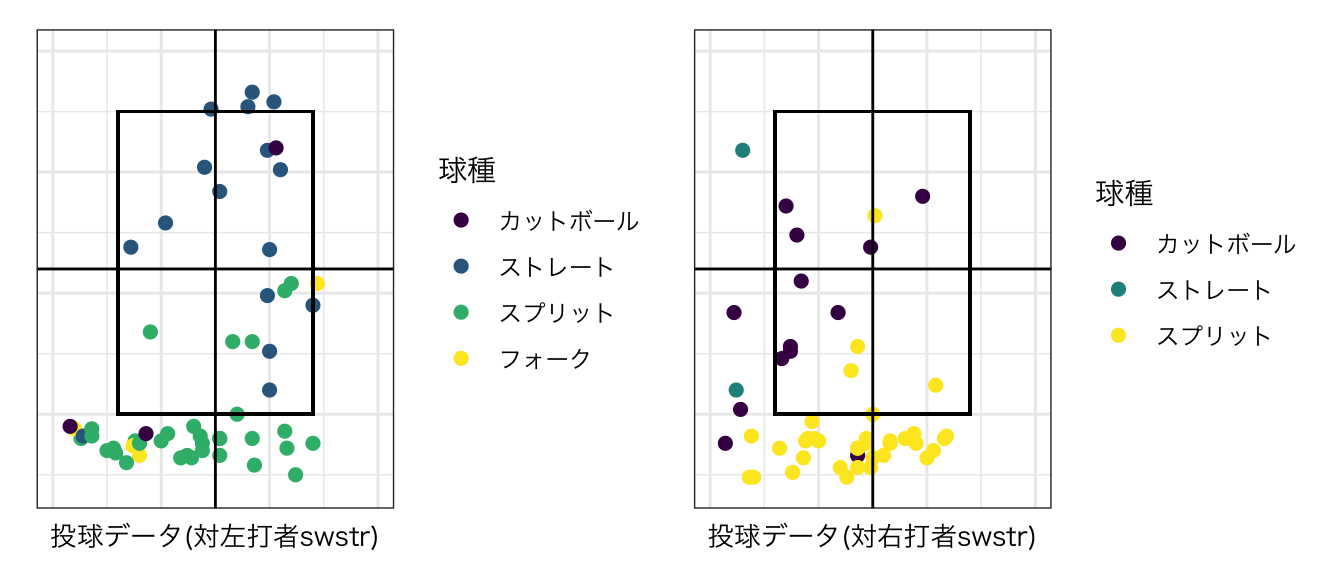 球種
カットボール
ストレート
スプリット
フォーク
投球データ(対左打者swstr)
球種
カットボール
ストレート
スプリット
投球データ(対右打者swstr)